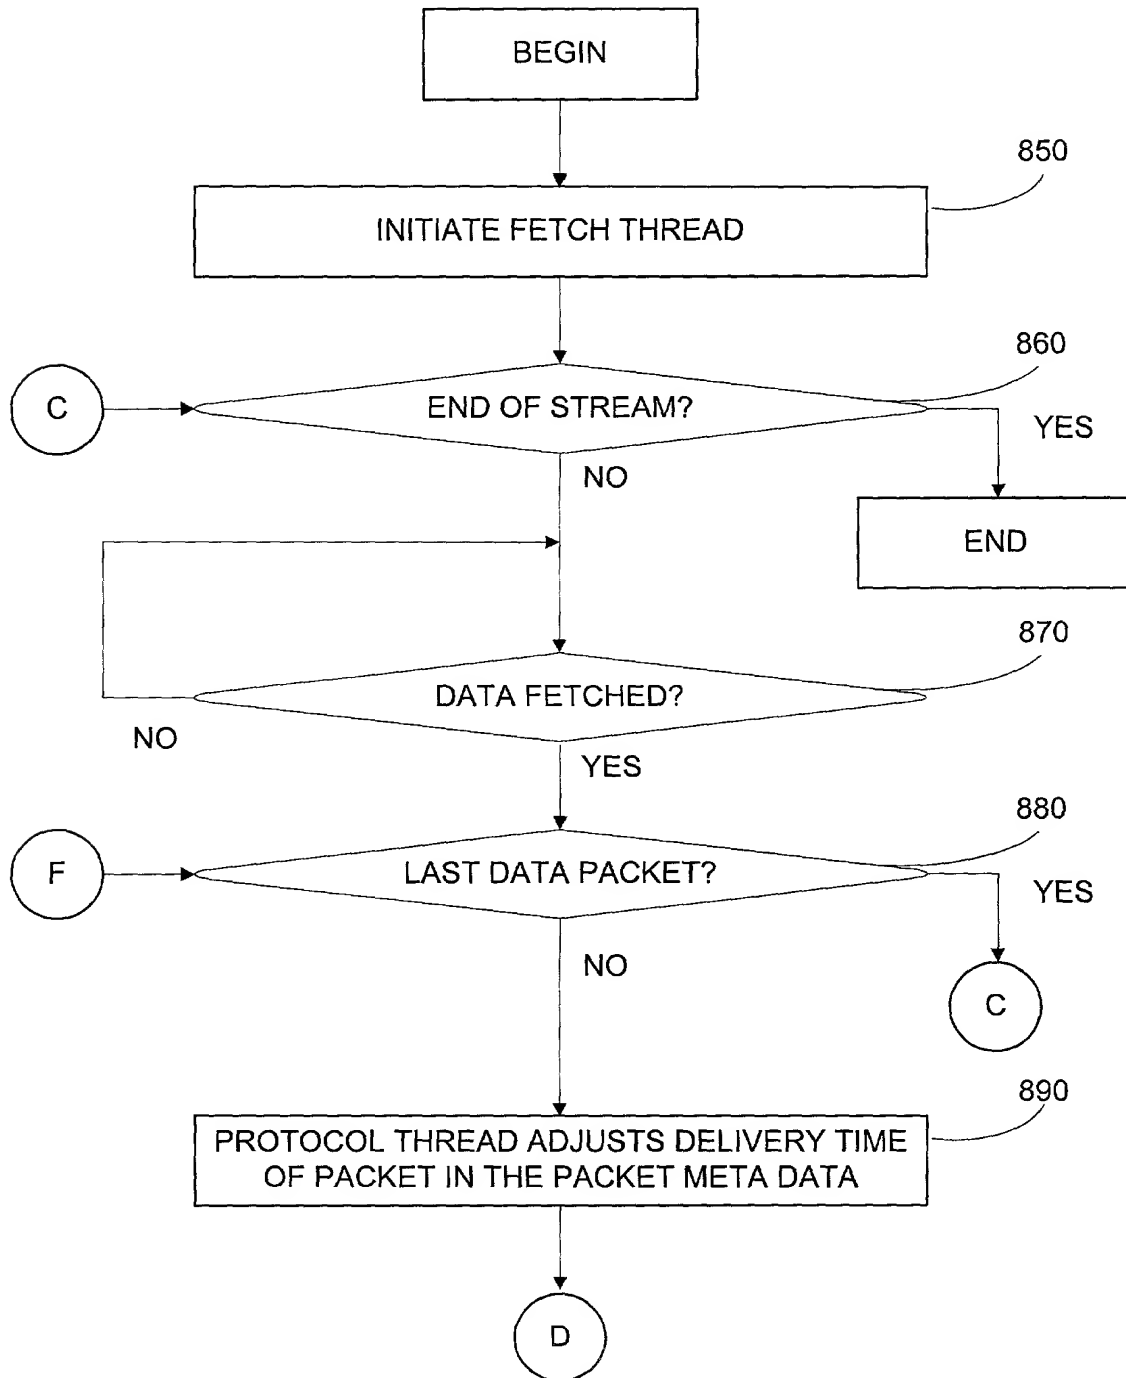 BEGIN
850
INITIATE FETCH THREAD
860
C
END OF STREAM?
YES
NO
END
870
DATA FETCHED?
NO
YES
880
F
LAST DATA PACKET?
YES
NO
C
890
PROTOCOL THREAD ADJUSTS DELIVERY TIME
OF PACKET IN THE PACKET META DATA
D